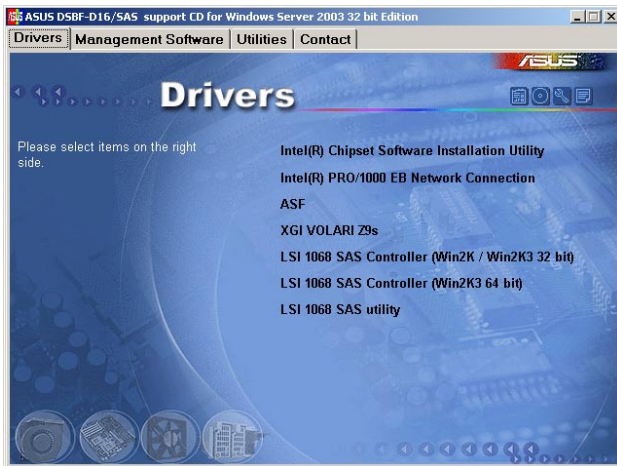 ASUS DSBF-D16/SAS support CD for Windows Server 2003 32 bit Edition
Drivers Management Software Utilities Contact
ASUS
Drivers
Please select items on the right
side.
Intel(R) Chipset Software Installation Utility
Intel(R) PRO/1000 EB Network Connection
ASF
XGI VOLARI Z9s
LSI 1068 SAS Controller (Win2K / Win2K3 32 bit)
LSI 1068 SAS Controller (Win2K3 64 bit)
LSI 1068 SAS utility